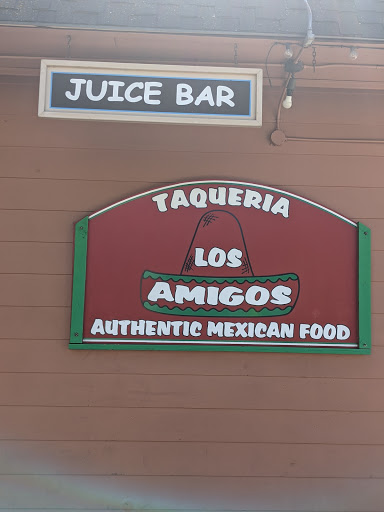 JUICE BAR
TAQUERIA
LOS
AMIGOS
AUTHENTIC MEXICAN FOOD